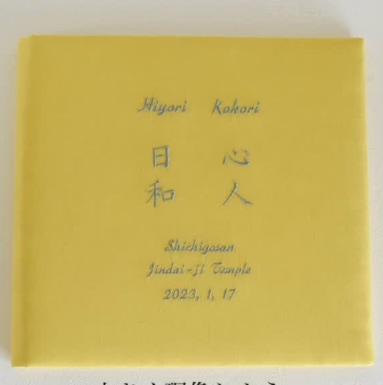 Hiyori Kokori
日 心
和 人
Shichigosan
Jindai-ji Temple
2023, 1, 17